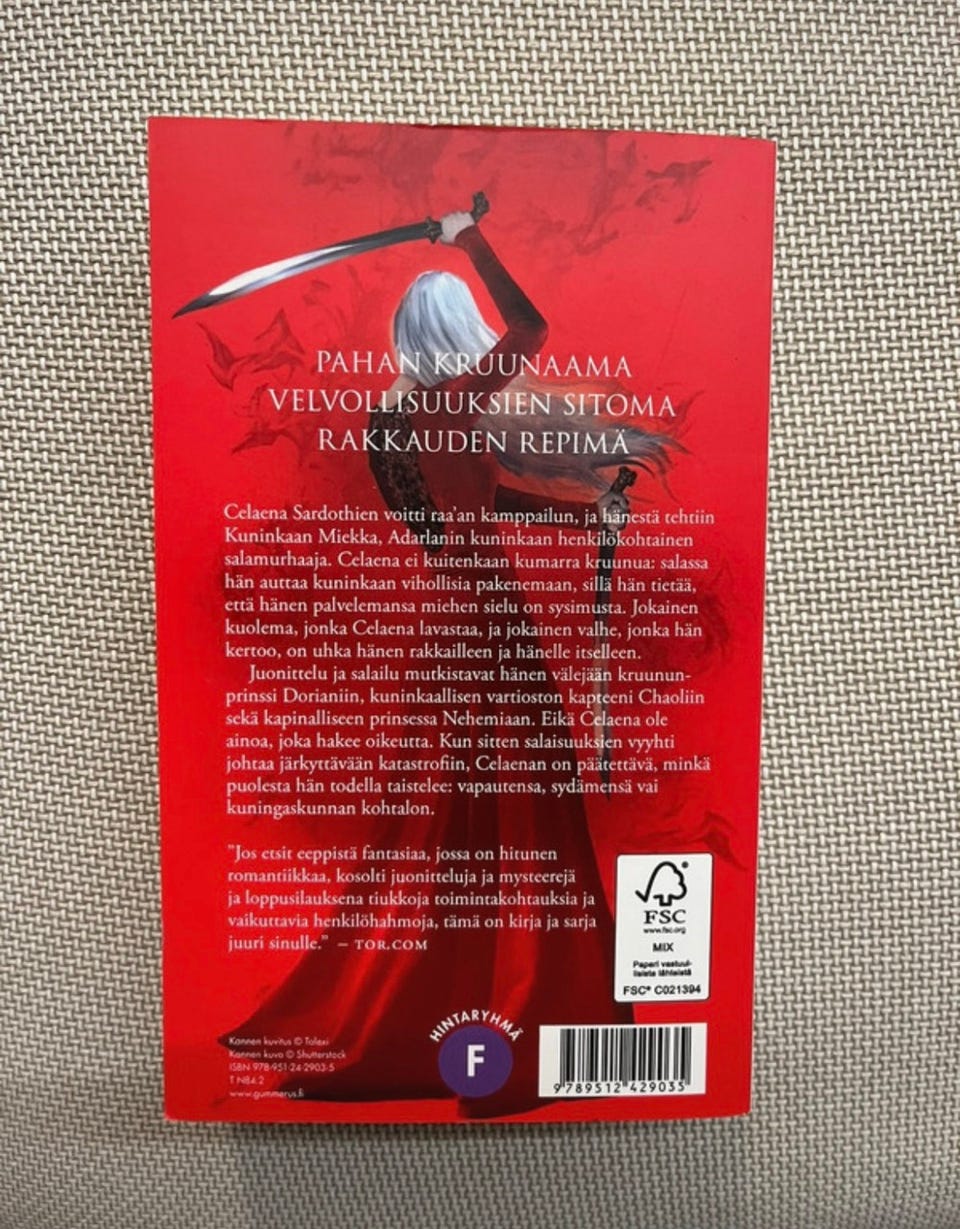 PAHAN KRUUNAAMA
VELVOLLISUUKSIEN SITOMA
RAKKAUDEN REPIMÄ
Celaena Sardothien voitti raa'an kamppailun, ja hänestä tehtiin
Kuninkaan Miekka, Adarlanin kuninkaan henkilökohtainen
salamurhaaja. Celaena ei kuitenkaan kumarra kruunua: salassa
hän auttaa kuninkaan vihollisia pakenemaan, sillä hän tietää,
että hänen palvelemansa miehen sielu on sysimusta. Jokainen
kuolema, jonka Celaena lavastaa, ja jokainen valhe, jonka hän
kertoo, on uhka hänen rakkailleen ja hänelle itselleen.
Juonittelu ja salailu mutkistavat hänen välejään kruunun-
prinssi Dorianiin, kuninkaallisen vartioston kapteeni Chaoliin
sekä kapinalliseen prinsessa Nehemiaan. Eikä Celaena ole
ainoa, joka hakee oikeutta. Kun sitten salaisuuksien vyyhti
johtaa järkyttävään katastrofiin, Celaenan on päätettävä, minkä
puolesta hän todella taistelee: vapautensa, sydämensä vai
kuningaskunnan kohtalon.
"Jos etsit eeppistä fantasiaa, jossa on hitunen
romantiikkaa, kosolti juonitteluja ja mysteerejä
ja loppusilauksena tiukkoja toimintakohtauksia ja
vaikuttavia henkilöhahmoja, tämä on kirja ja sarja
juuri sinulle." – TOR.COM
FSC
www.fsc.org
MIX
Paperi vastuul-
lisista lähteistä
FSC® C021394
Kannen kuvitus © Talexi
Kannen kuva © Shutterstock
ISBN 978-951-24-2903-5
T N84.2
www.gummerus.fi
HINTARYHMÄ
F
9 789512 429035